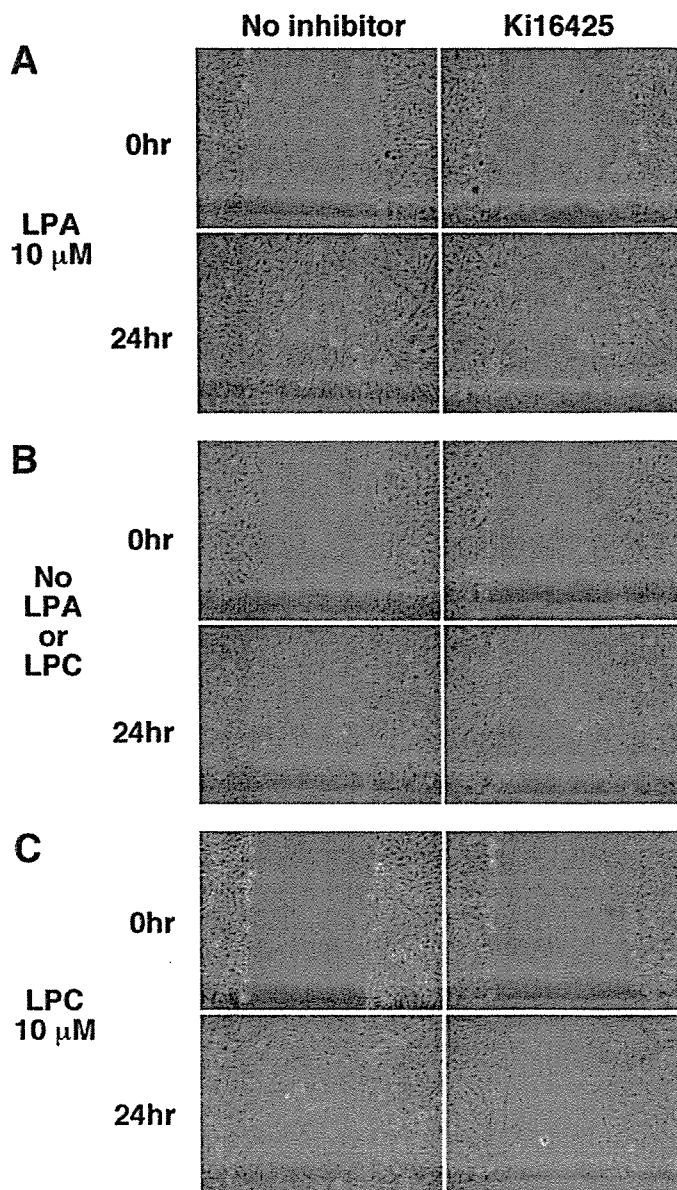 No inhibitor Ki16425
A
0hr
LPA
10 μM
24hr
B
0hr
No
LPA
or
LPC
24hr
C
0hr
LPC
10 μM
24hr